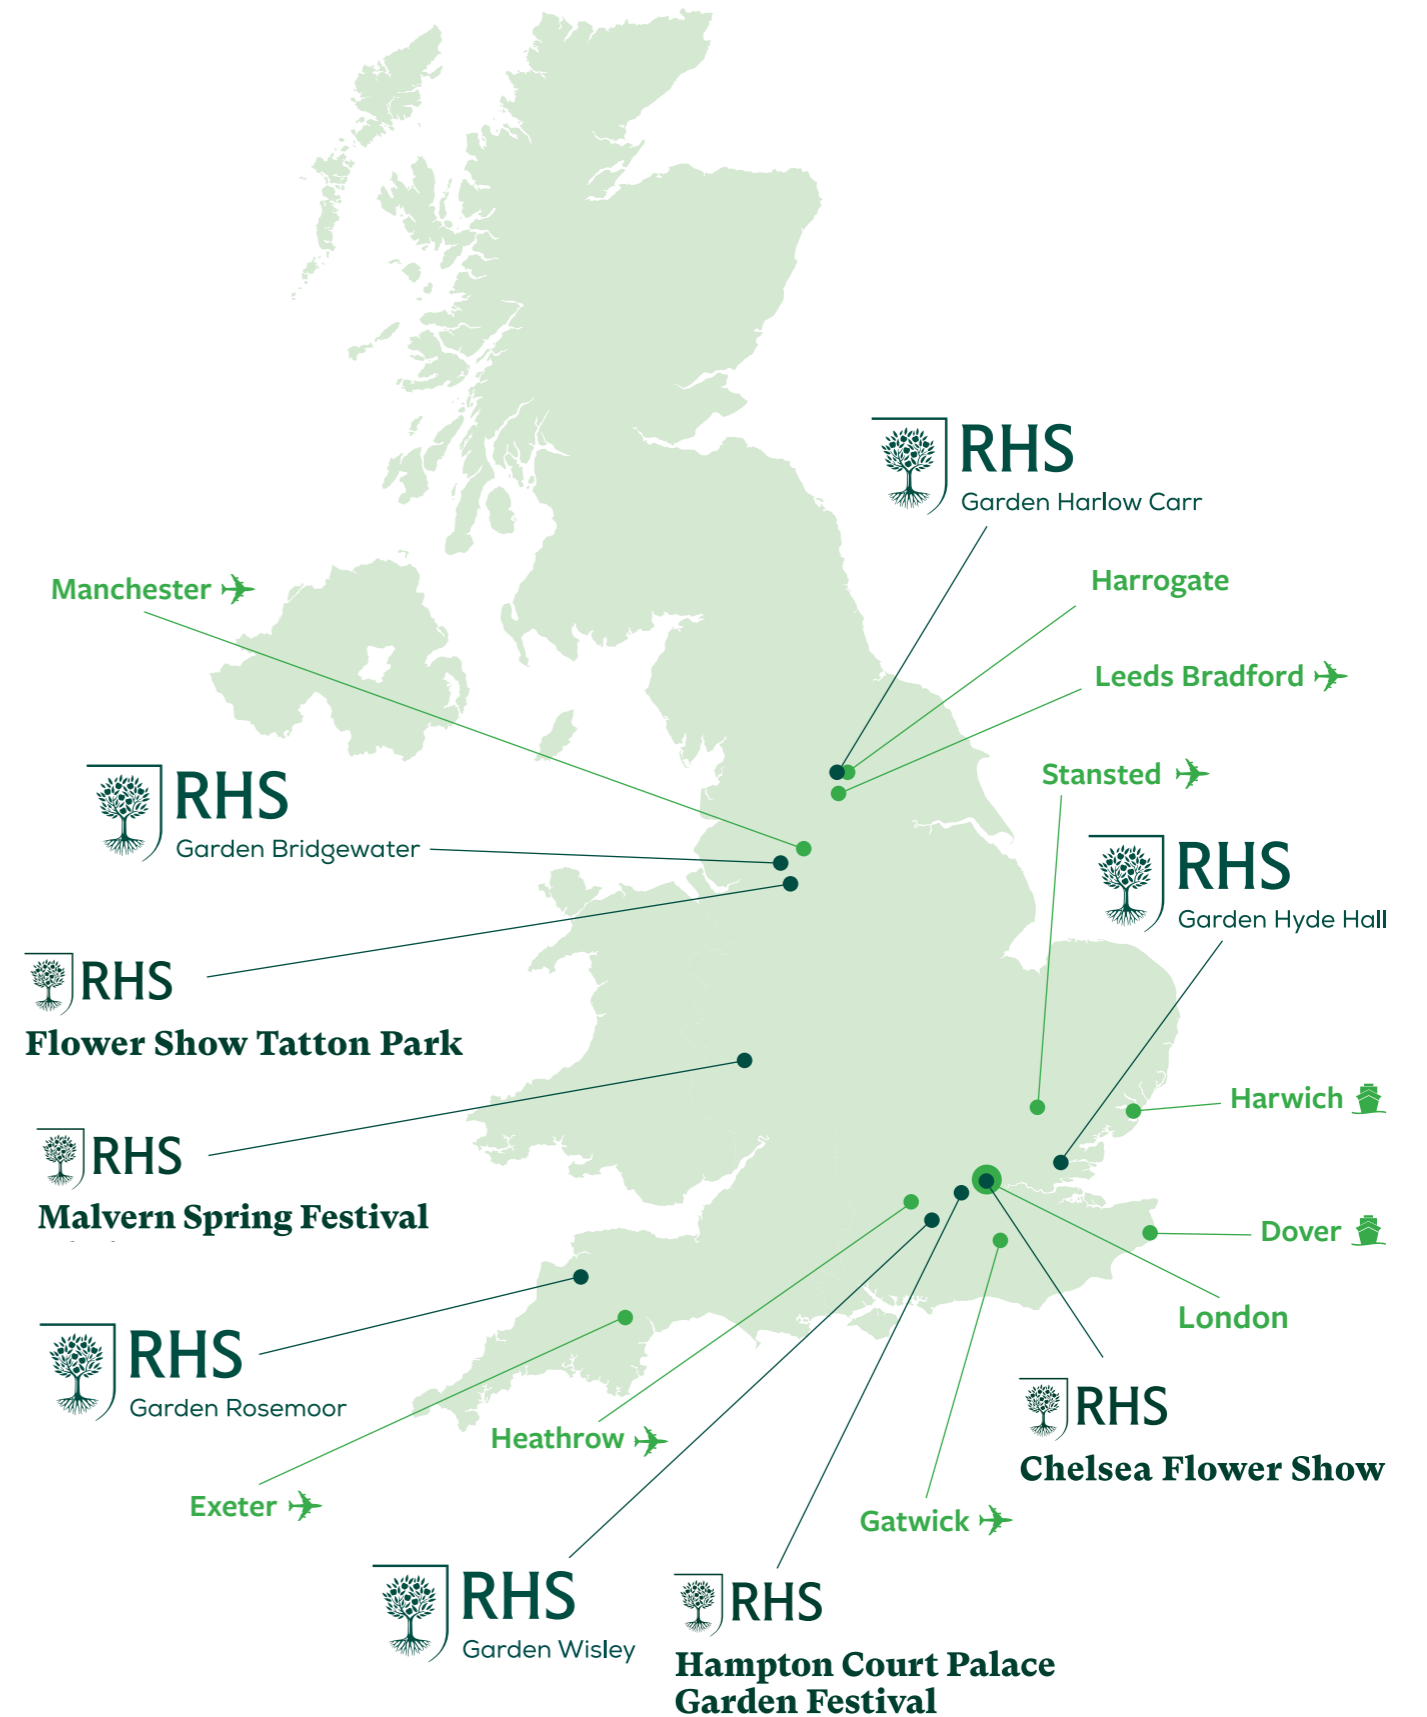 RHS
Garden Harlow Carr
Manchester
Harrogate
Leeds Bradford
Stansted
RHS
Garden Bridgewater
RHS
Garden Hyde Hall
RHS
Flower Show Tatton Park
Harwich
RHS
Malvern Spring Festival
Dover
London
RHS
Garden Rosemoor
Heathrow
RHS
Chelsea Flower Show
Exeter
Gatwick
RHS
Garden Wisley
RHS
Hampton Court Palace
Garden Festival